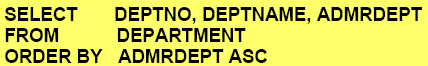 SELECT DEPTNO, DEPTNAME, ADMRDEPT
FROM DEPARTMENT
ORDER BY ADMRDEPT ASC